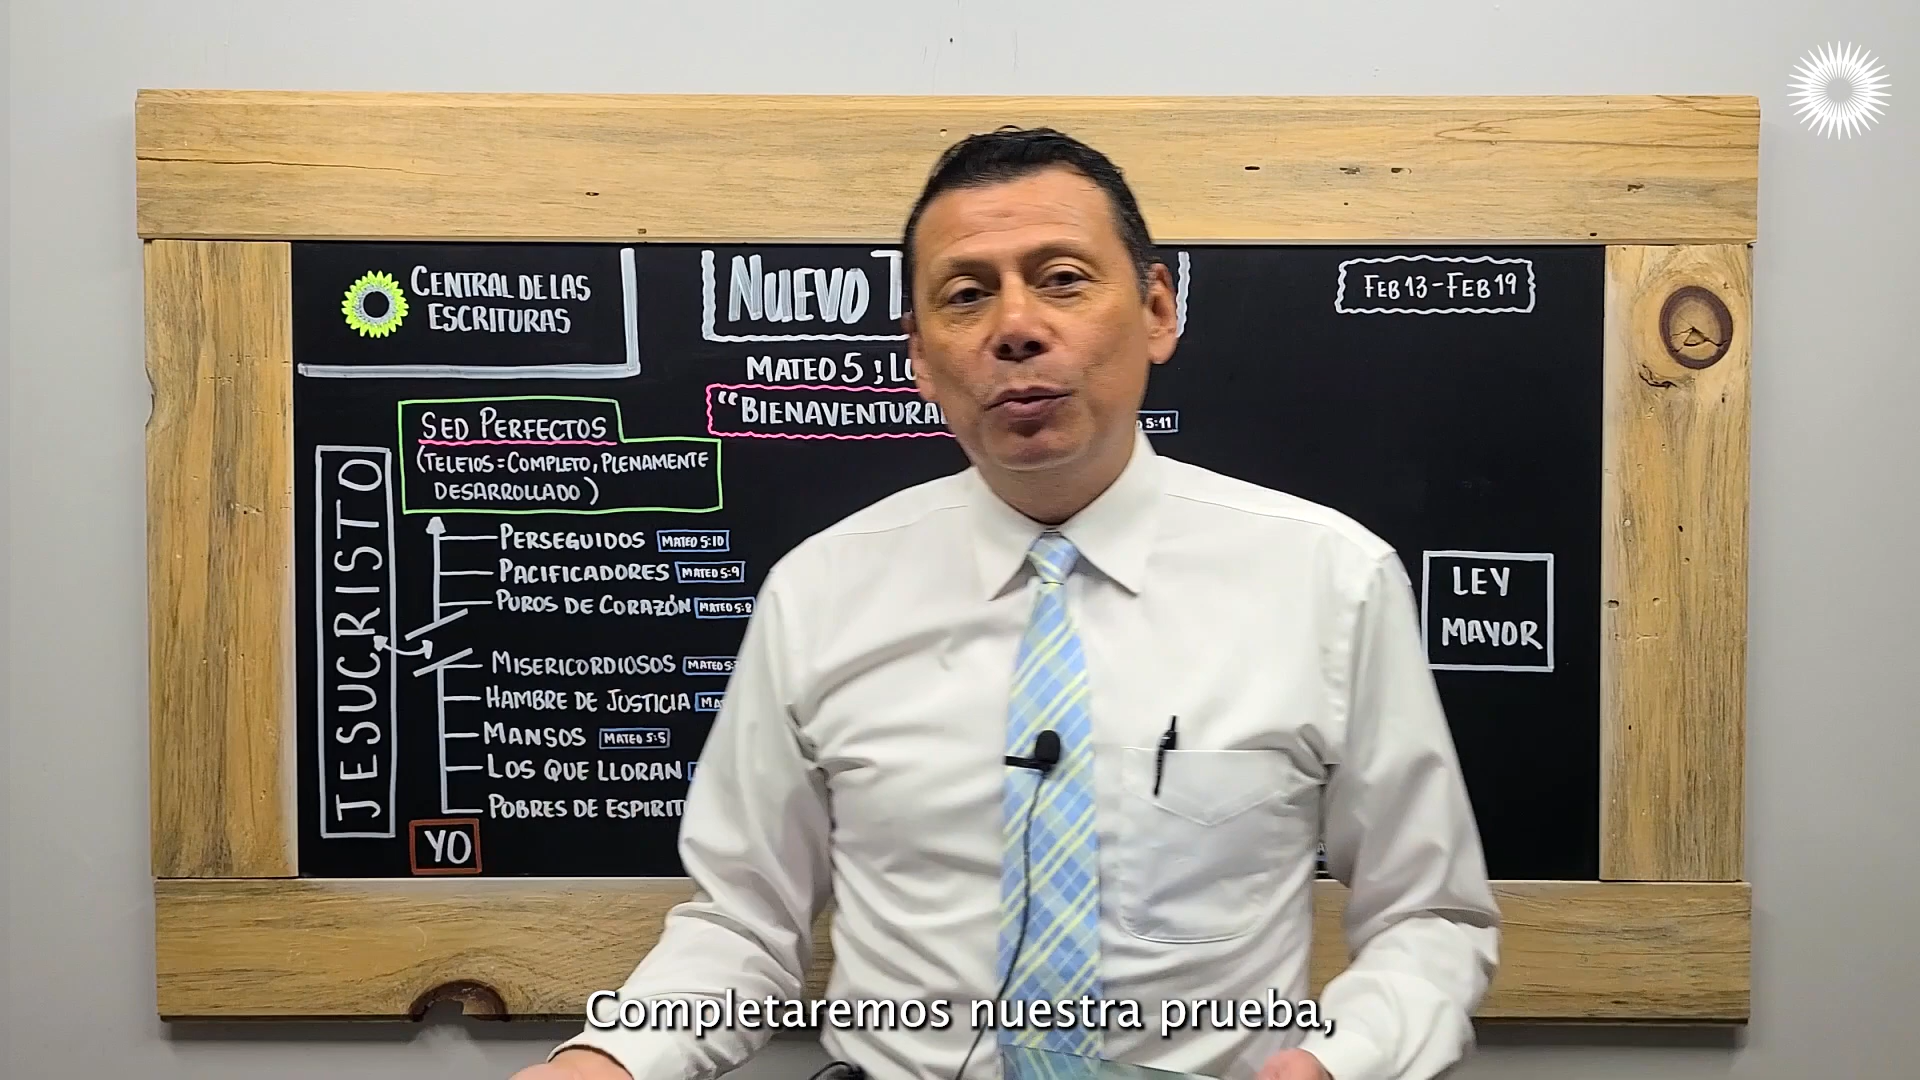 CENTRAL DE LAS
ESCRITURAS
NUEVO
FEB 13-FEB 19
MATEO 5;
"BIENAVENTURA
5:11
SED PERFECTOS
(TELEIOS=COMPLETO, PLENAMENTE
DESARROLLADO)
JESUCRISTO
PERSEGUIDOS MATEO 5:10
PACIFICADORES MATEO 5:9
PUROS DE CORAZÓN MATEO 5:8
MISERICORDIOSOS MATEO 5:
HAMBRE DE JUSTICIA
MANSOS MATEO 5:5
LOS QUE LLORAN
POBRES DE ESPIRIT
YO
LEY
MAYOR
Completaremos nuestra prueba,